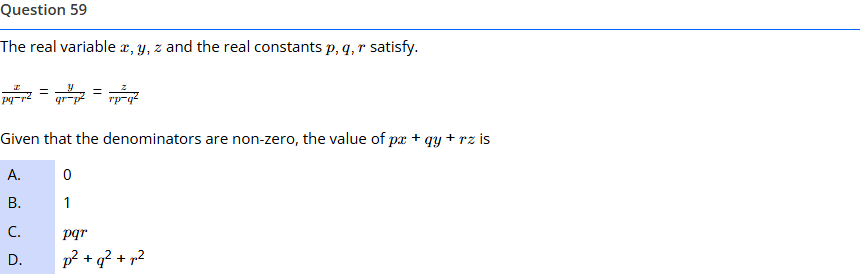 Question 59
The real variable x, y, z and the real constants p, q, r satisfy.
x/(pq−r²) = y/(qr−p²) = z/(rp−q²)
Given that the denominators are non-zero, the value of px + qy + rz is
A. 0
B. 1
C. pqr
D. p² + q² + r²